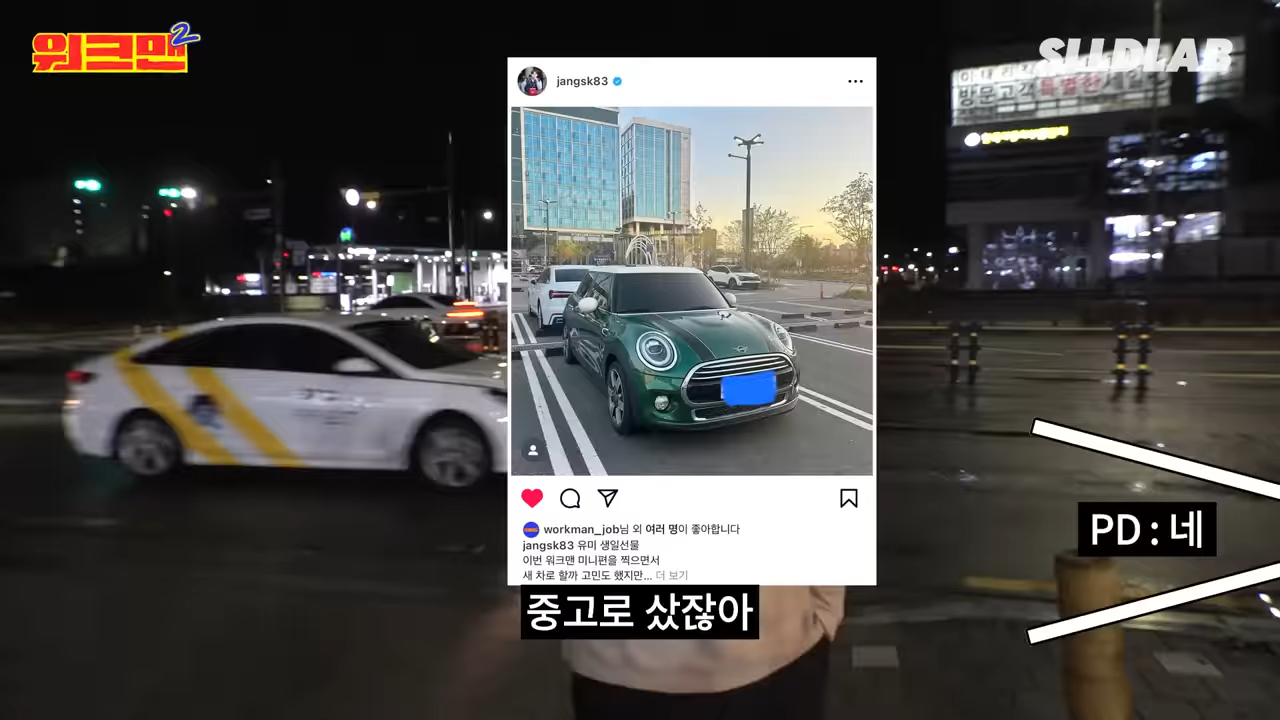 워크맨2
SLLDLAB
방문고객 특별한
jangsk83
workman_job님 외 여러 명이 좋아합니다
jangsk83 유미 생일선물
이번 워크맨 미니편을 찍으면서
새 차로 할까 고민도 했지만... 더 보기
중고로 샀잖아
PD : 네